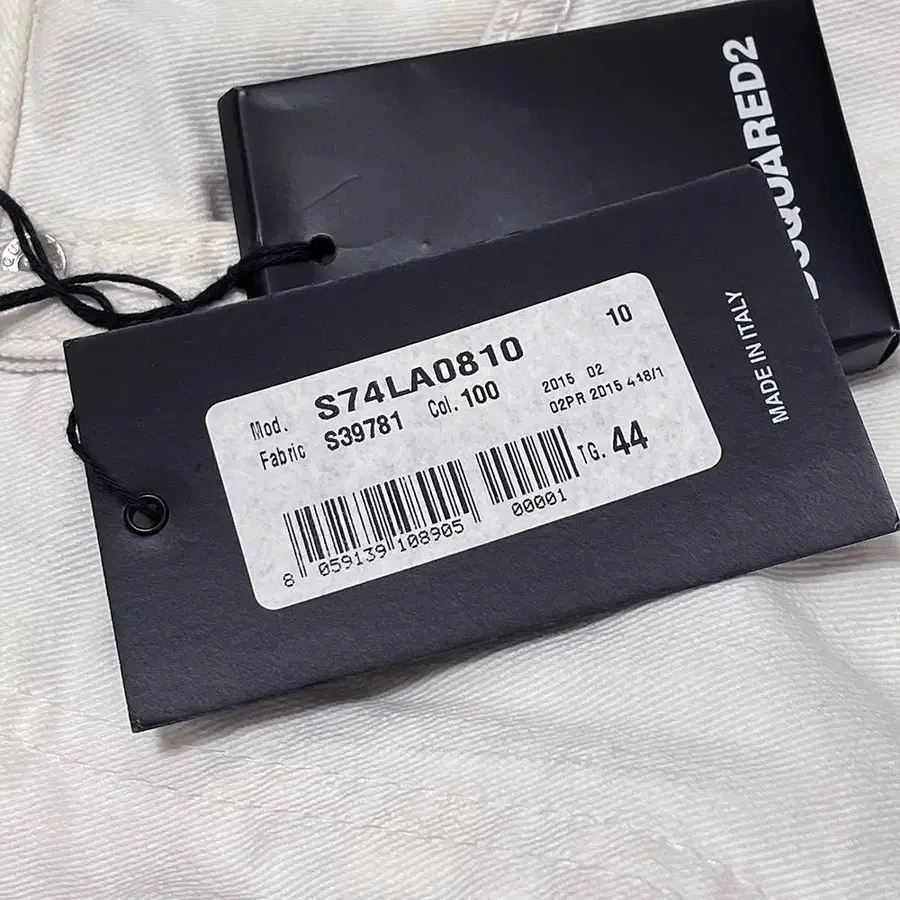 DSQUARED2
MADE IN ITALY
10
Mod. S74LA0810
Fabric S39781 Col. 100
2015 02
02PR 2015 448/1
TG. 44
8 059139 108905
00001